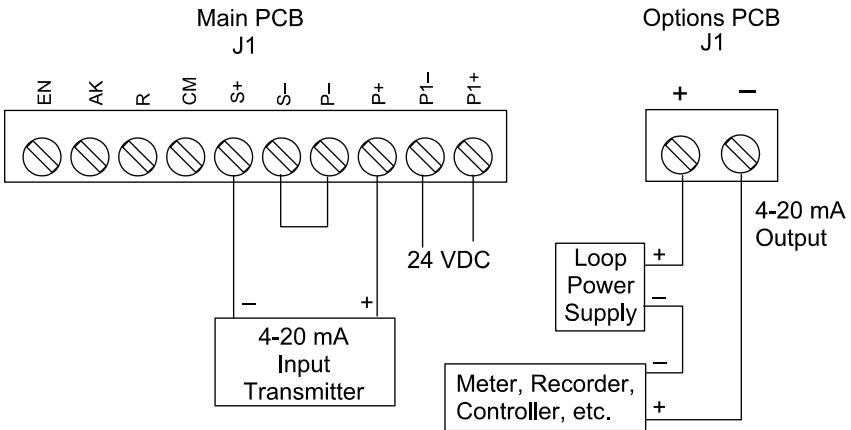 Main PCB
J1
EN AK R CM S+ S– P– P+ P1– P1+
24 VDC
– +
4-20 mA
Input
Transmitter
Options PCB
J1
+ –
4-20 mA
Output
+
Loop
Power
Supply
–
–
Meter, Recorder,
Controller, etc.
+